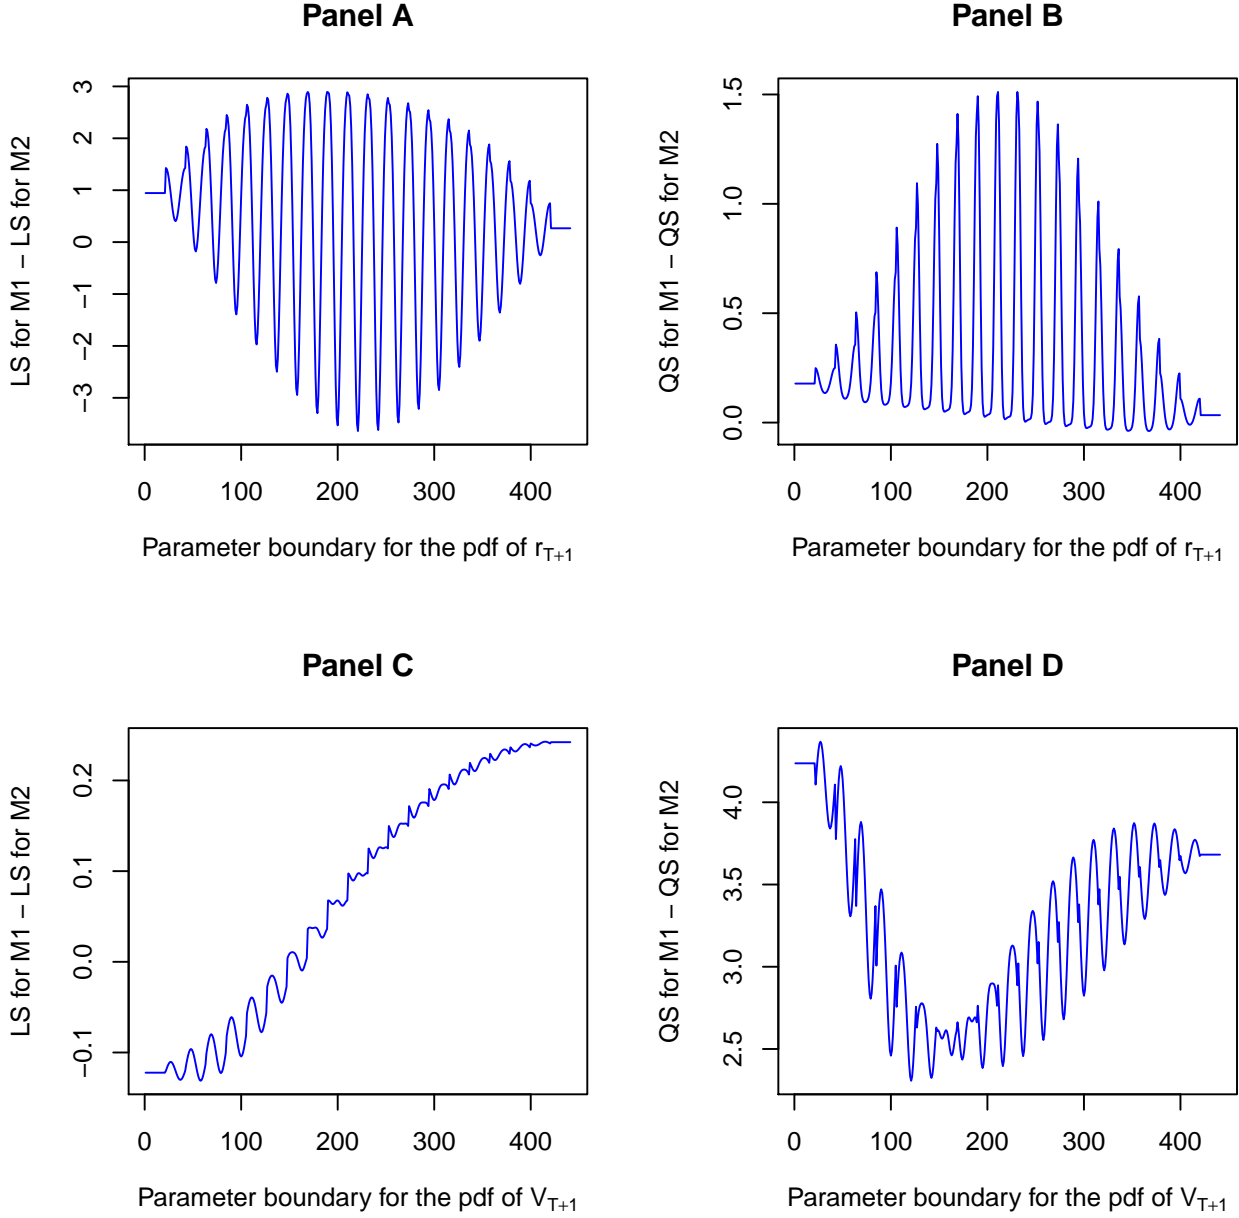 Panel A
LS for M1 − LS for M2
3
2
1
0
−1
−2
−3
0 100 200 300 400
Parameter boundary for the pdf of r_{T+1}
Panel B
QS for M1 − QS for M2
1.5
1.0
0.5
0.0
0 100 200 300 400
Parameter boundary for the pdf of r_{T+1}
Panel C
LS for M1 − LS for M2
0.2
0.1
0.0
−0.1
0 100 200 300 400
Parameter boundary for the pdf of V_{T+1}
Panel D
QS for M1 − QS for M2
4.0
3.5
3.0
2.5
0 100 200 300 400
Parameter boundary for the pdf of V_{T+1}